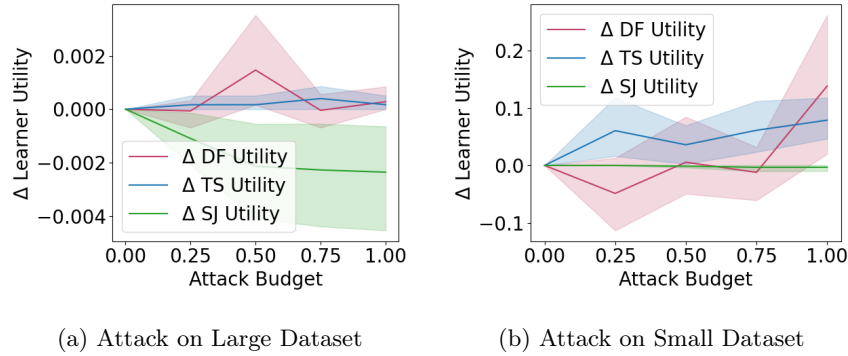 Δ Learner Utility
0.002
0.000
−0.002
−0.004
Δ DF Utility
Δ TS Utility
Δ SJ Utility
0.00 0.25 0.50 0.75 1.00
Attack Budget
(a) Attack on Large Dataset
Δ Learner Utility
0.2
0.1
0.0
−0.1
Δ DF Utility
Δ TS Utility
Δ SJ Utility
0.00 0.25 0.50 0.75 1.00
Attack Budget
(b) Attack on Small Dataset